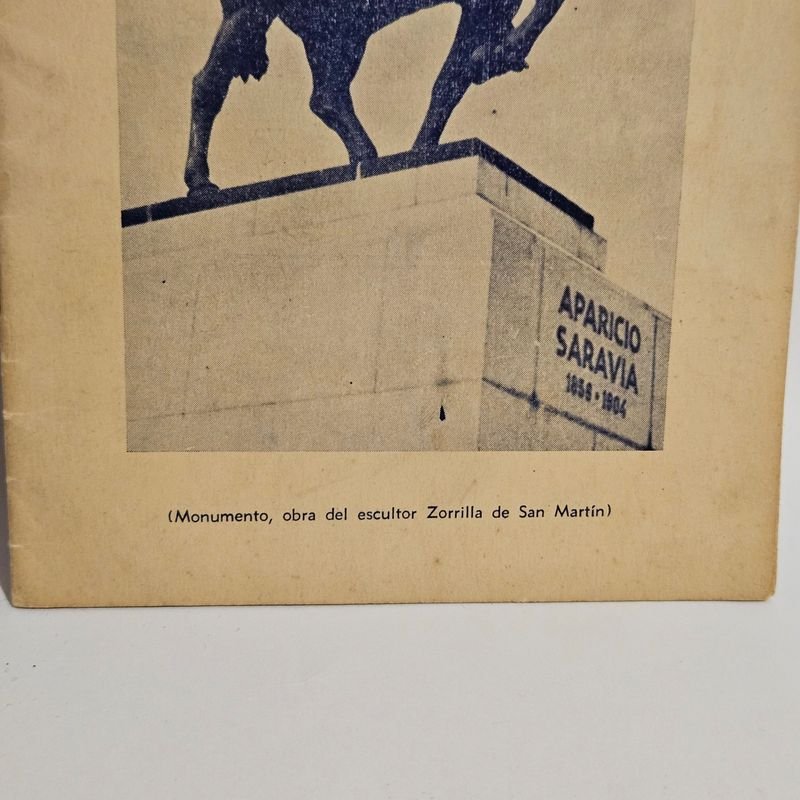 APARICIO
SARAVIA
1856 • 1904
(Monumento, obra del escultor Zorrilla de San Martín)